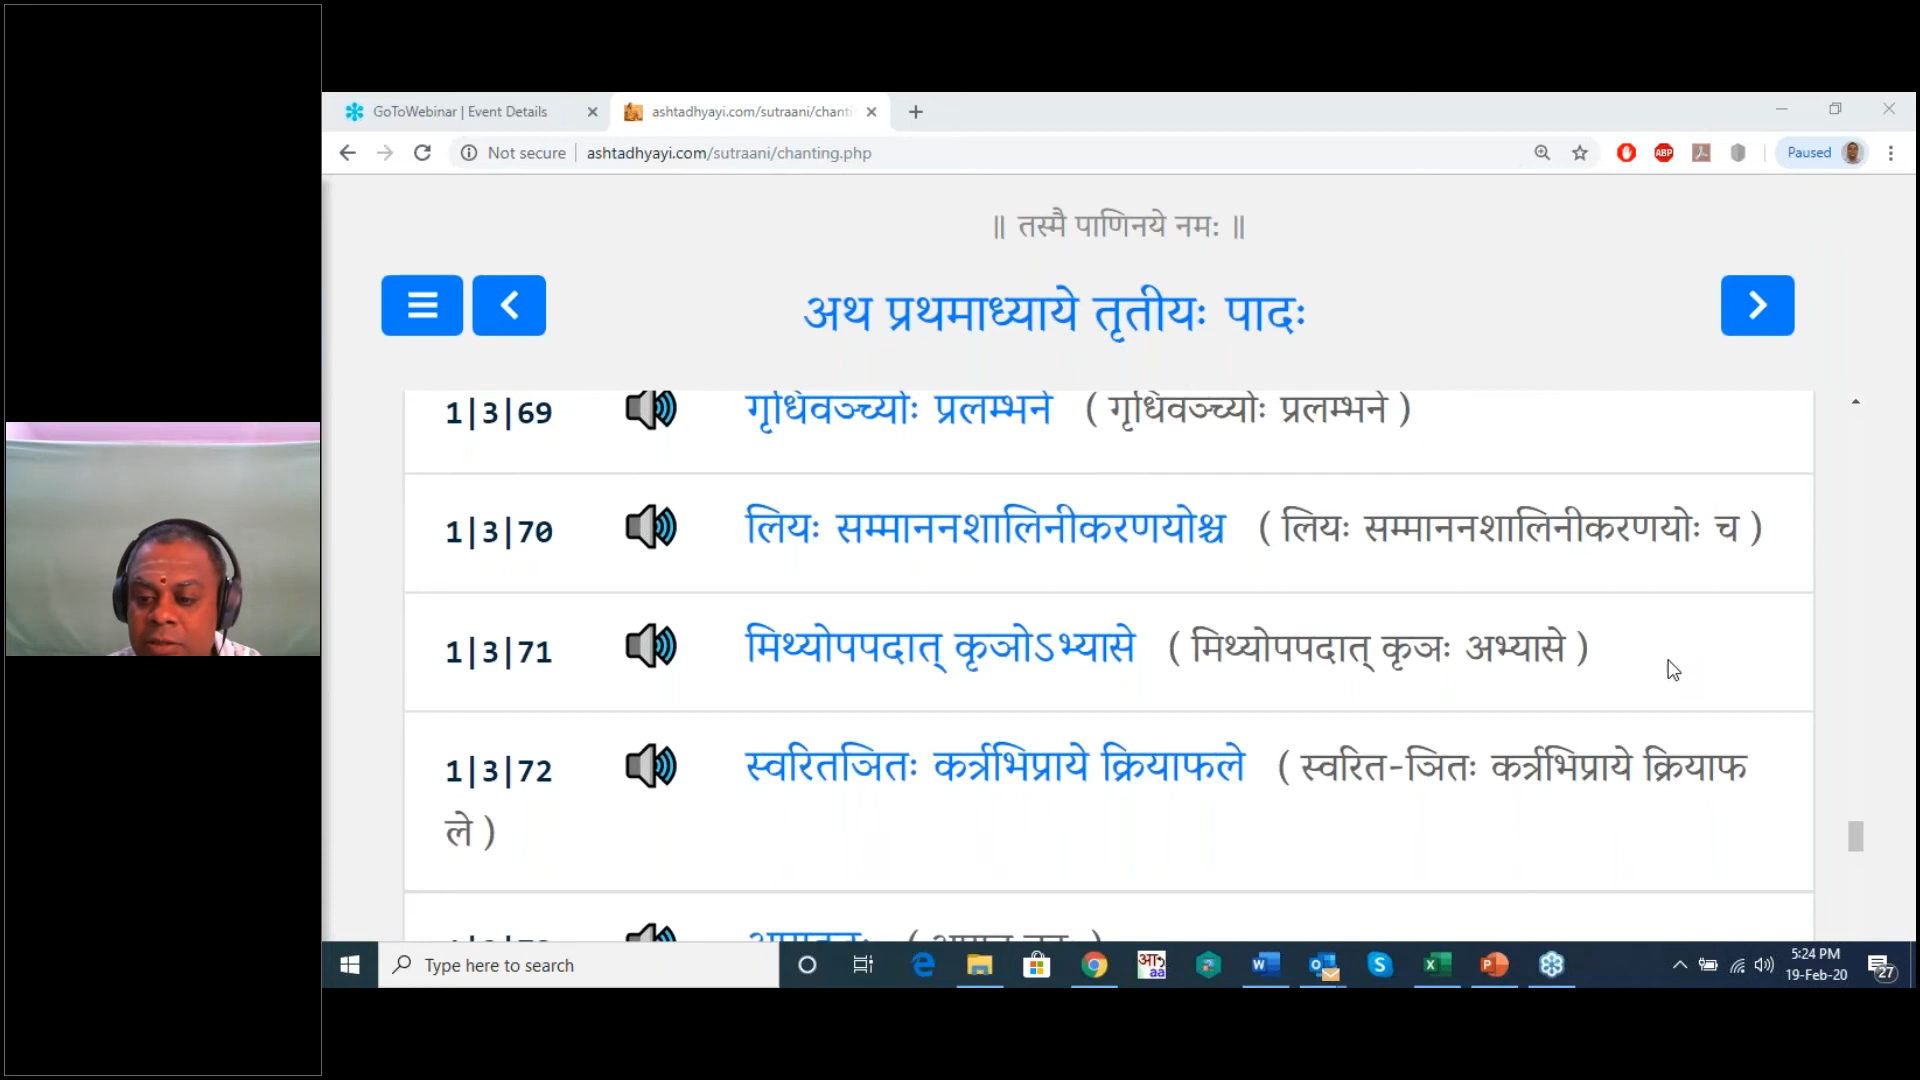 GoToWebinar | Event Details
ashtadhyayi.com/sutraani/chanti
Not secure
ashtadhyayi.com/sutraani/chanting.php
ABP
Paused
॥ तस्मै पाणिनये नमः ॥
अथ प्रथमाध्याये तृतीयः पादः
1|3|69 गृधिवञ्च्योः प्रलम्भने ( गृधिवञ्च्योः प्रलम्भने )
1|3|70 लियः सम्माननशालिनीकरणयोश्च ( लियः सम्माननशालिनीकरणयोः च )
1|3|71 मिथ्योपपदात् कृञोऽभ्यासे ( मिथ्योपपदात् कृञः अभ्यासे )
1|3|72 स्वरितञितः कर्त्रभिप्राये क्रियाफले ( स्वरित-ञितः कर्त्रभिप्राये क्रियाफ
ले )
Type here to search
5:24 PM
19-Feb-20
27